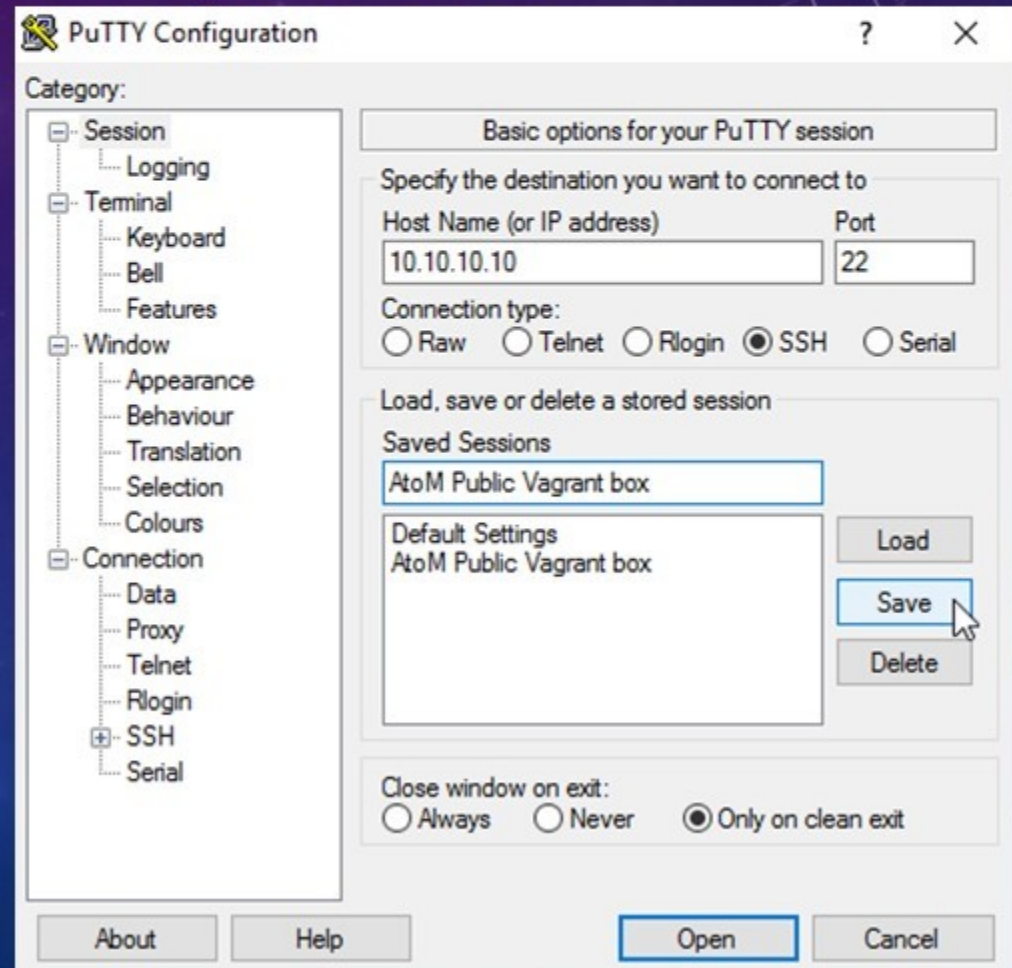 PuTTY Configuration
?
Category:
Session
Logging
Terminal
Keyboard
Bell
Features
Window
Appearance
Behaviour
Translation
Selection
Colours
Connection
Data
Proxy
Telnet
Rlogin
SSH
Serial
Basic options for your PuTTY session
Specify the destination you want to connect to
Host Name (or IP address) Port
10.10.10.10 22
Connection type:
Raw Telnet Rlogin SSH Serial
Load, save or delete a stored session
Saved Sessions
AtoM Public Vagrant box
Default Settings
AtoM Public Vagrant box
Load
Save
Delete
Close window on exit:
Always Never Only on clean exit
About Help Open Cancel